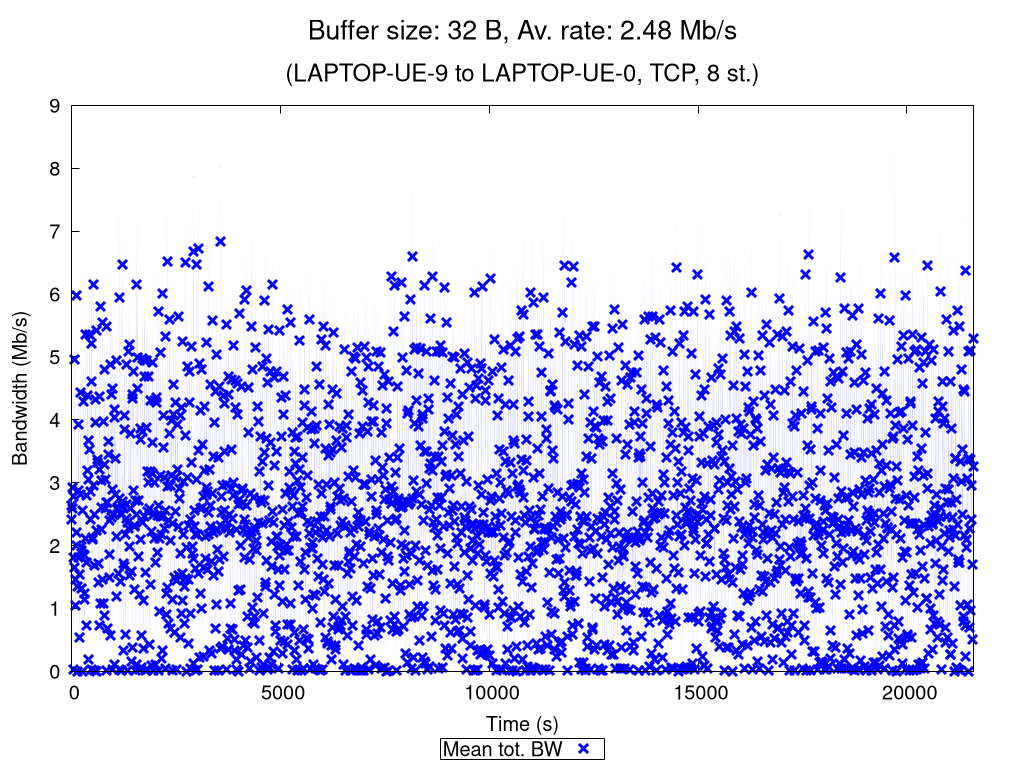 Buffer size: 32 B, Av. rate: 2.48 Mb/s
(LAPTOP-UE-9 to LAPTOP-UE-0, TCP, 8 st.)
9
8
7
6
5
4
3
2
1
0
Bandwidth (Mb/s)
0 5000 10000 15000 20000
Time (s)
Mean tot. BW